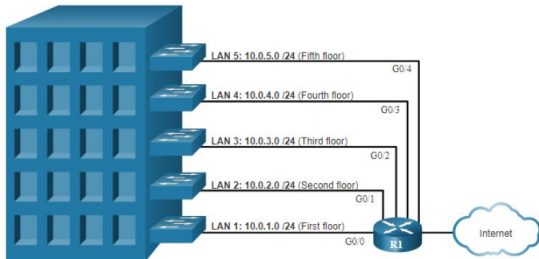 LAN 5: 10.0.5.0 /24 (Fifth floor)
G0/4
LAN 4: 10.0.4.0 /24 (Fourth floor)
G0/3
LAN 3: 10.0.3.0 /24 (Third floor)
G0/2
LAN 2: 10.0.2.0 /24 (Second floor)
G0/1
LAN 1: 10.0.1.0 /24 (First floor)
G0/0
R1
Internet